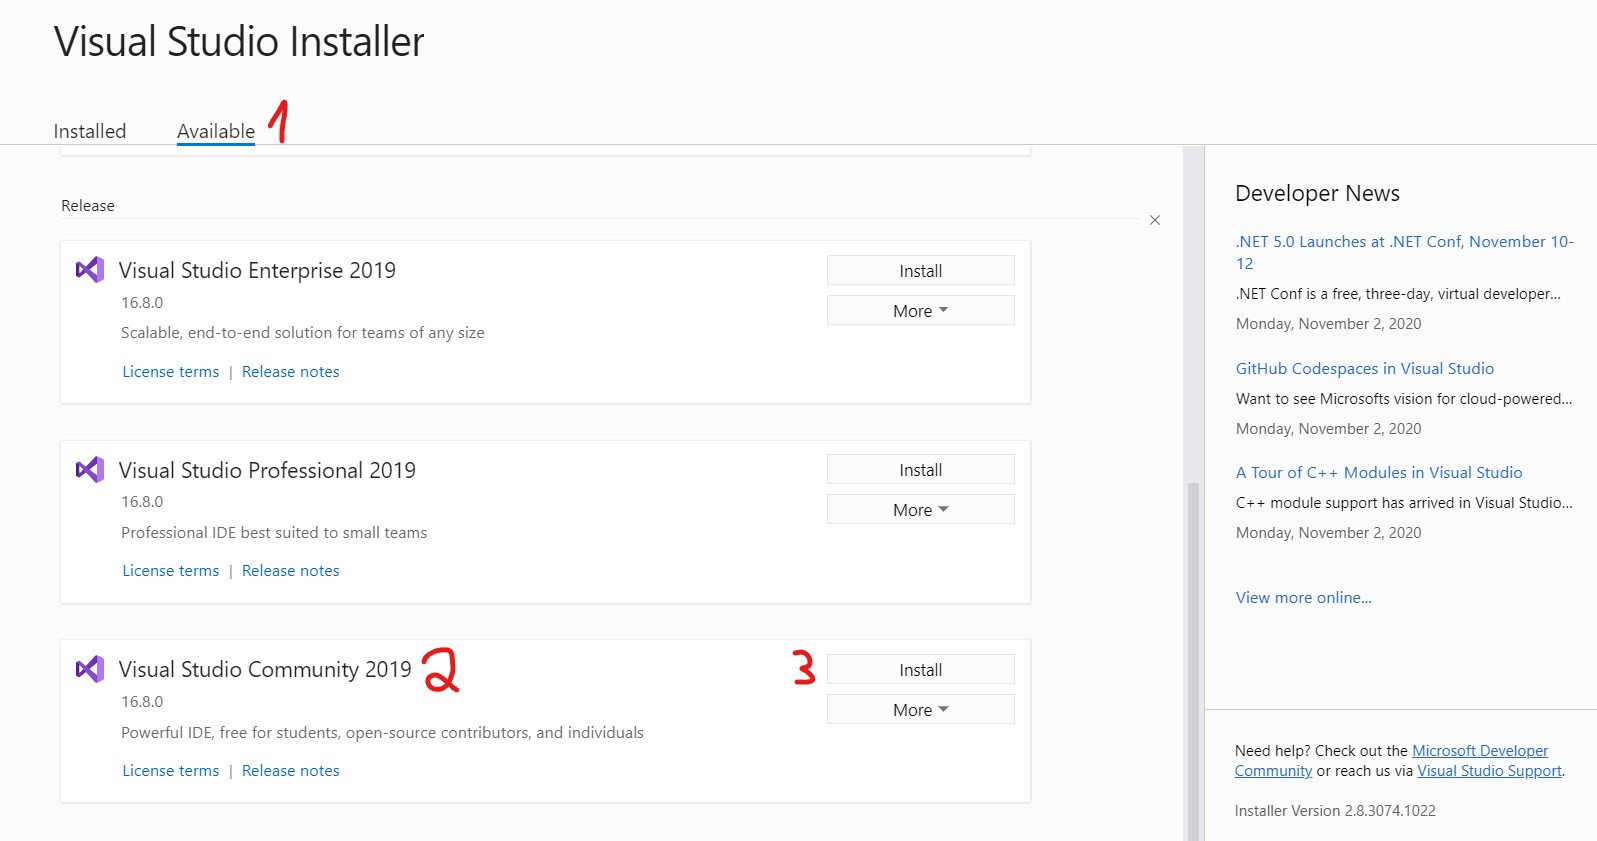 Visual Studio Installer
Installed
Available 1
Release
Visual Studio Enterprise 2019
Install
16.8.0
More
Scalable, end-to-end solution for teams of any size
License terms | Release notes
Visual Studio Professional 2019
Install
16.8.0
More
Professional IDE best suited to small teams
License terms | Release notes
Visual Studio Community 2019 2
3 Install
16.8.0
More
Powerful IDE, free for students, open-source contributors, and individuals
License terms | Release notes
Developer News
.NET 5.0 Launches at .NET Conf, November 10-
12
.NET Conf is a free, three-day, virtual developer...
Monday, November 2, 2020
GitHub Codespaces in Visual Studio
Want to see Microsofts vision for cloud-powered...
Monday, November 2, 2020
A Tour of C++ Modules in Visual Studio
C++ module support has arrived in Visual Studio...
Monday, November 2, 2020
View more online...
Need help? Check out the Microsoft Developer
Community or reach us via Visual Studio Support.
Installer Version 2.8.3074.1022